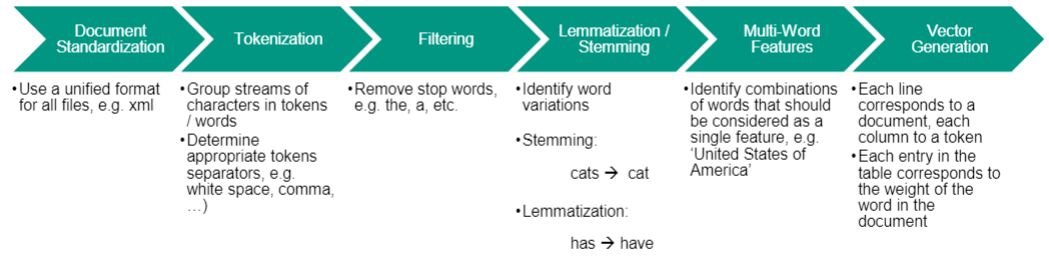 Document
Standardization
Tokenization
Filtering
Lemmatization /
Stemming
Multi-Word
Features
Vector
Generation
•Use a unified format
for all files, e.g. xml
•Group streams of
characters in tokens
/ words
•Determine
appropriate tokens
separators, e.g.
white space, comma,
…)
•Remove stop words,
e.g. the, a, etc.
•Identify word
variations
•Stemming:
cats → cat
•Lemmatization:
has → have
•Identify combinations
of words that should
be considered as a
single feature, e.g.
‘United States of
America’
•Each line
corresponds to a
document, each
column to a token
•Each entry in the
table corresponds to
the weight of the
word in the
document